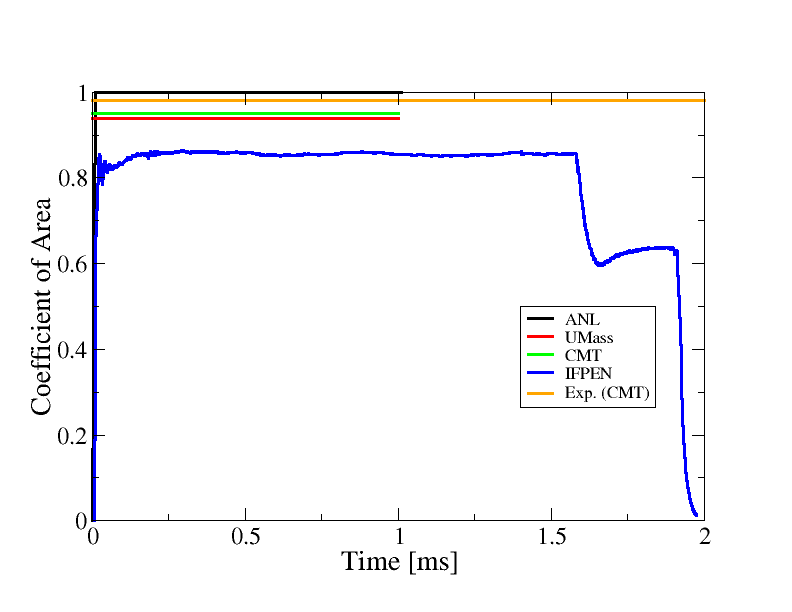 1
0.8
0.6
0.4
0.2
0
Coefficient of Area
ANL
UMass
CMT
IFPEN
Exp. (CMT)
0 0.5 1 1.5 2
Time [ms]